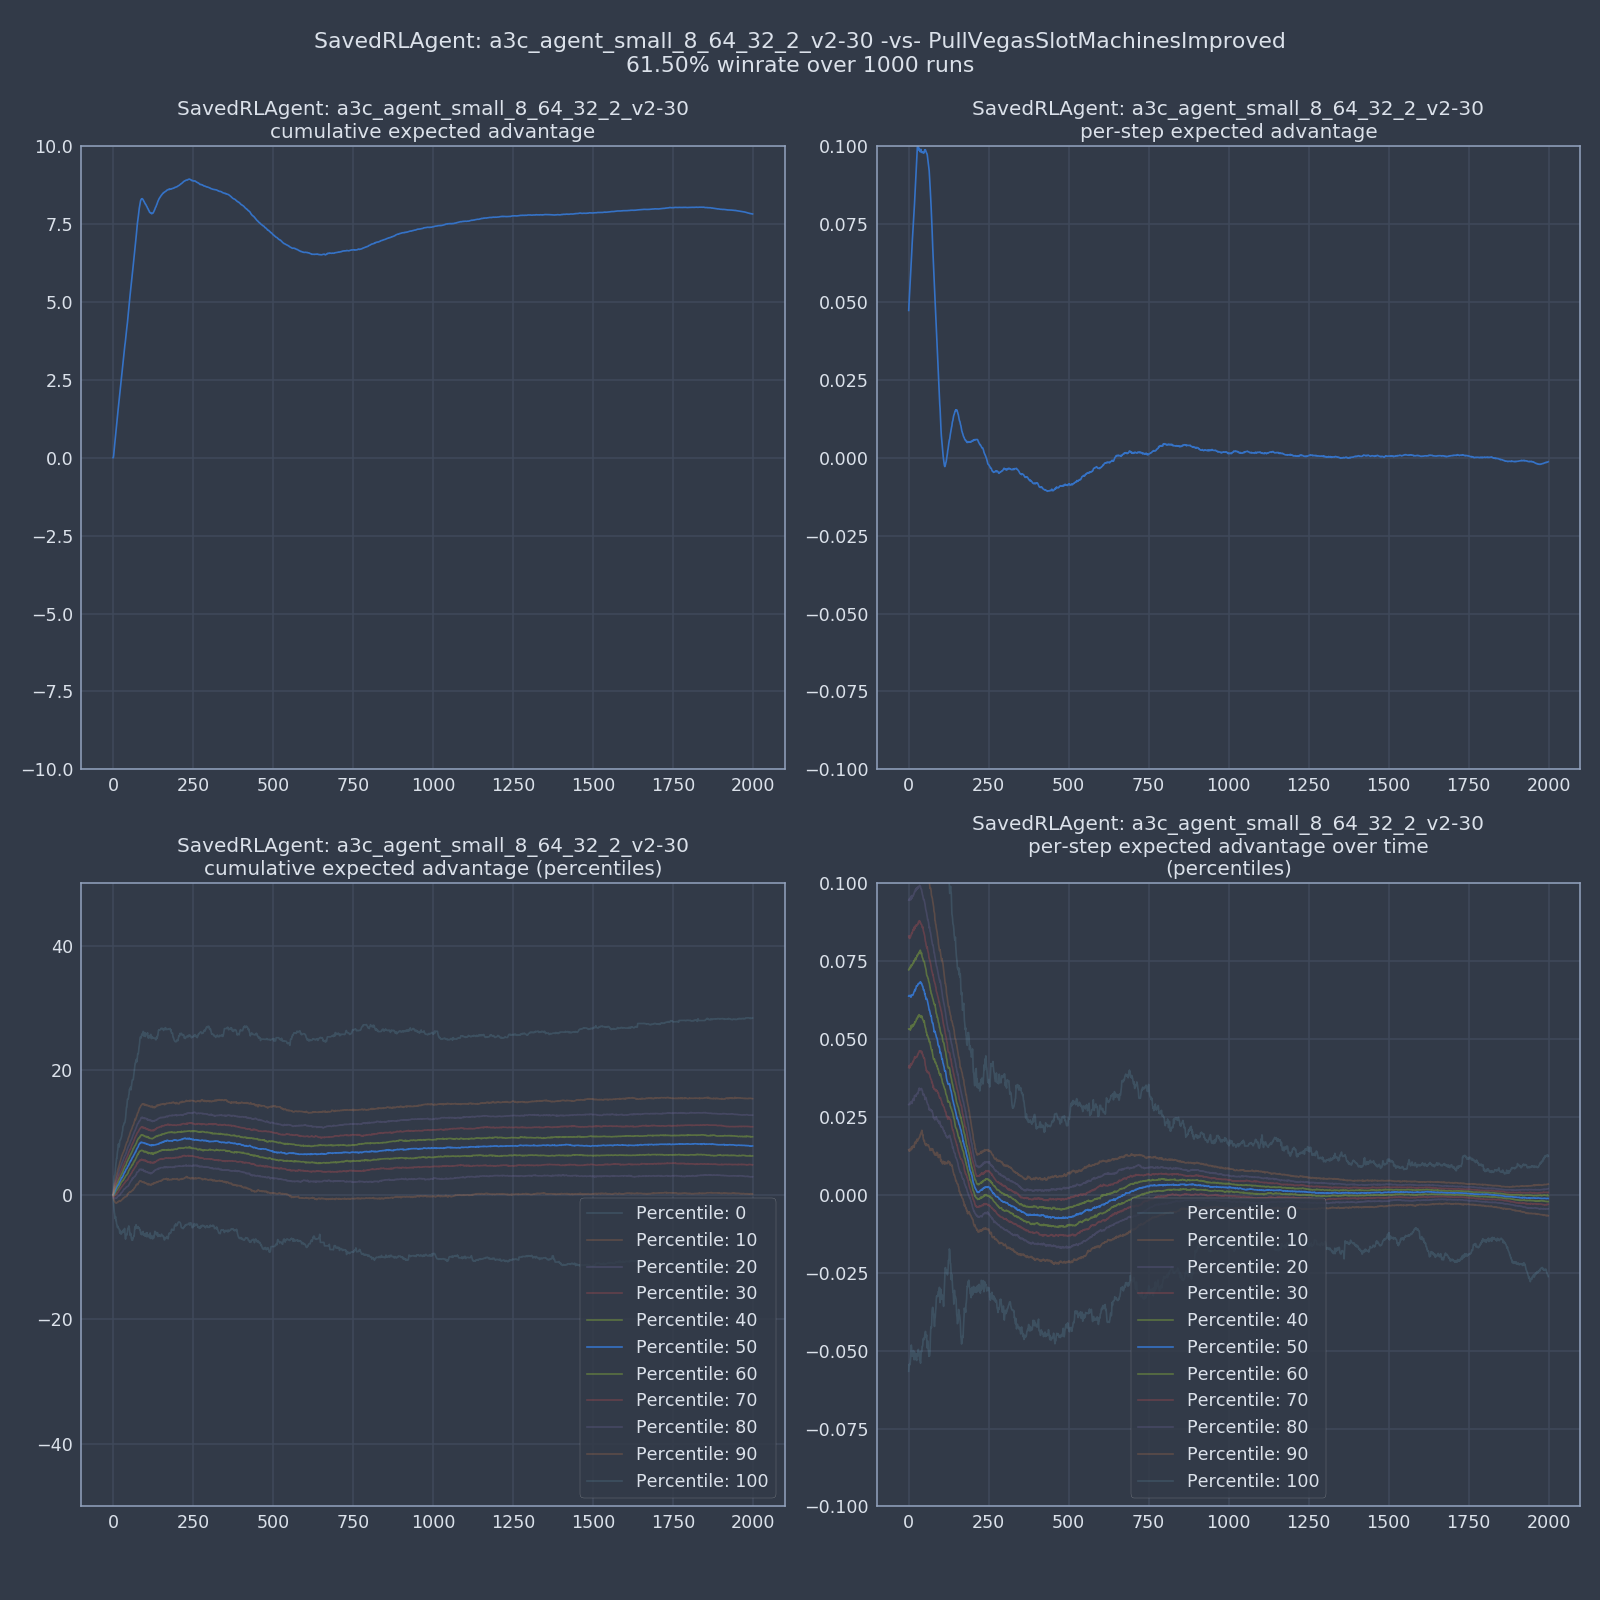 SavedRLAgent: a3c_agent_small_8_64_32_2_v2-30 -vs- PullVegasSlotMachinesImproved
61.50% winrate over 1000 runs
SavedRLAgent: a3c_agent_small_8_64_32_2_v2-30
cumulative expected advantage
10.0
7.5
5.0
2.5
0.0
−2.5
−5.0
−7.5
−10.0
0 250 500 750 1000 1250 1500 1750 2000
SavedRLAgent: a3c_agent_small_8_64_32_2_v2-30
per-step expected advantage
0.100
0.075
0.050
0.025
0.000
−0.025
−0.050
−0.075
−0.100
0 250 500 750 1000 1250 1500 1750 2000
SavedRLAgent: a3c_agent_small_8_64_32_2_v2-30
cumulative expected advantage (percentiles)
40
20
0
−20
−40
Percentile: 0
Percentile: 10
Percentile: 20
Percentile: 30
Percentile: 40
Percentile: 50
Percentile: 60
Percentile: 70
Percentile: 80
Percentile: 90
Percentile: 100
0 250 500 750 1000 1250 1500 1750 2000
SavedRLAgent: a3c_agent_small_8_64_32_2_v2-30
per-step expected advantage over time
(percentiles)
0.100
0.075
0.050
0.025
0.000
−0.025
−0.050
−0.075
−0.100
Percentile: 0
Percentile: 10
Percentile: 20
Percentile: 30
Percentile: 40
Percentile: 50
Percentile: 60
Percentile: 70
Percentile: 80
Percentile: 90
Percentile: 100
0 250 500 750 1000 1250 1500 1750 2000